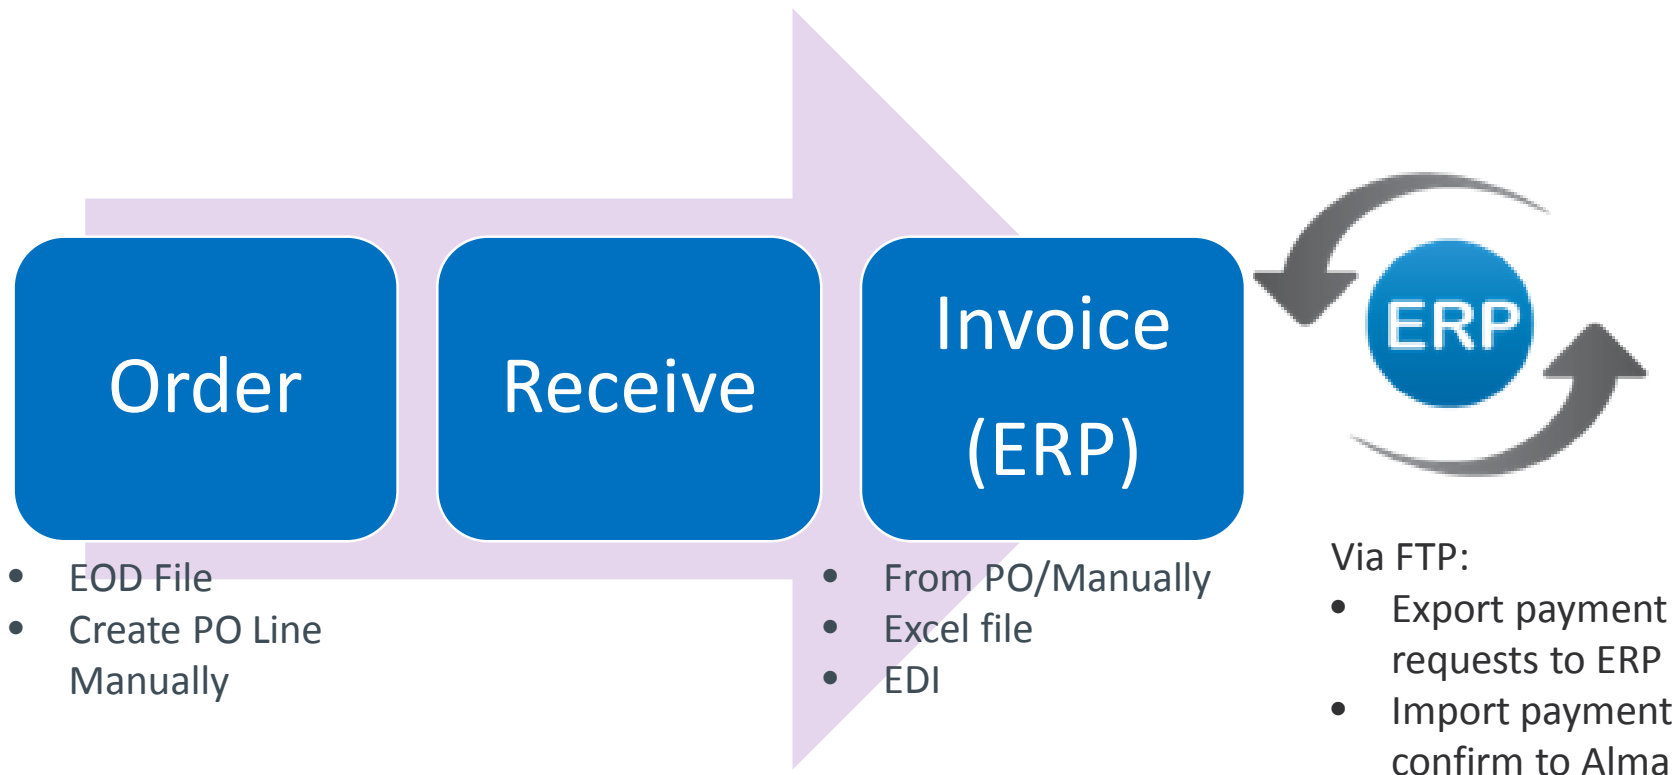 Order
Receive
Invoice
(ERP)
ERP
• EOD File
• Create PO Line
Manually
• From PO/Manually
• Excel file
• EDI
Via FTP:
• Export payment
requests to ERP
• Import payment
confirm to Alma